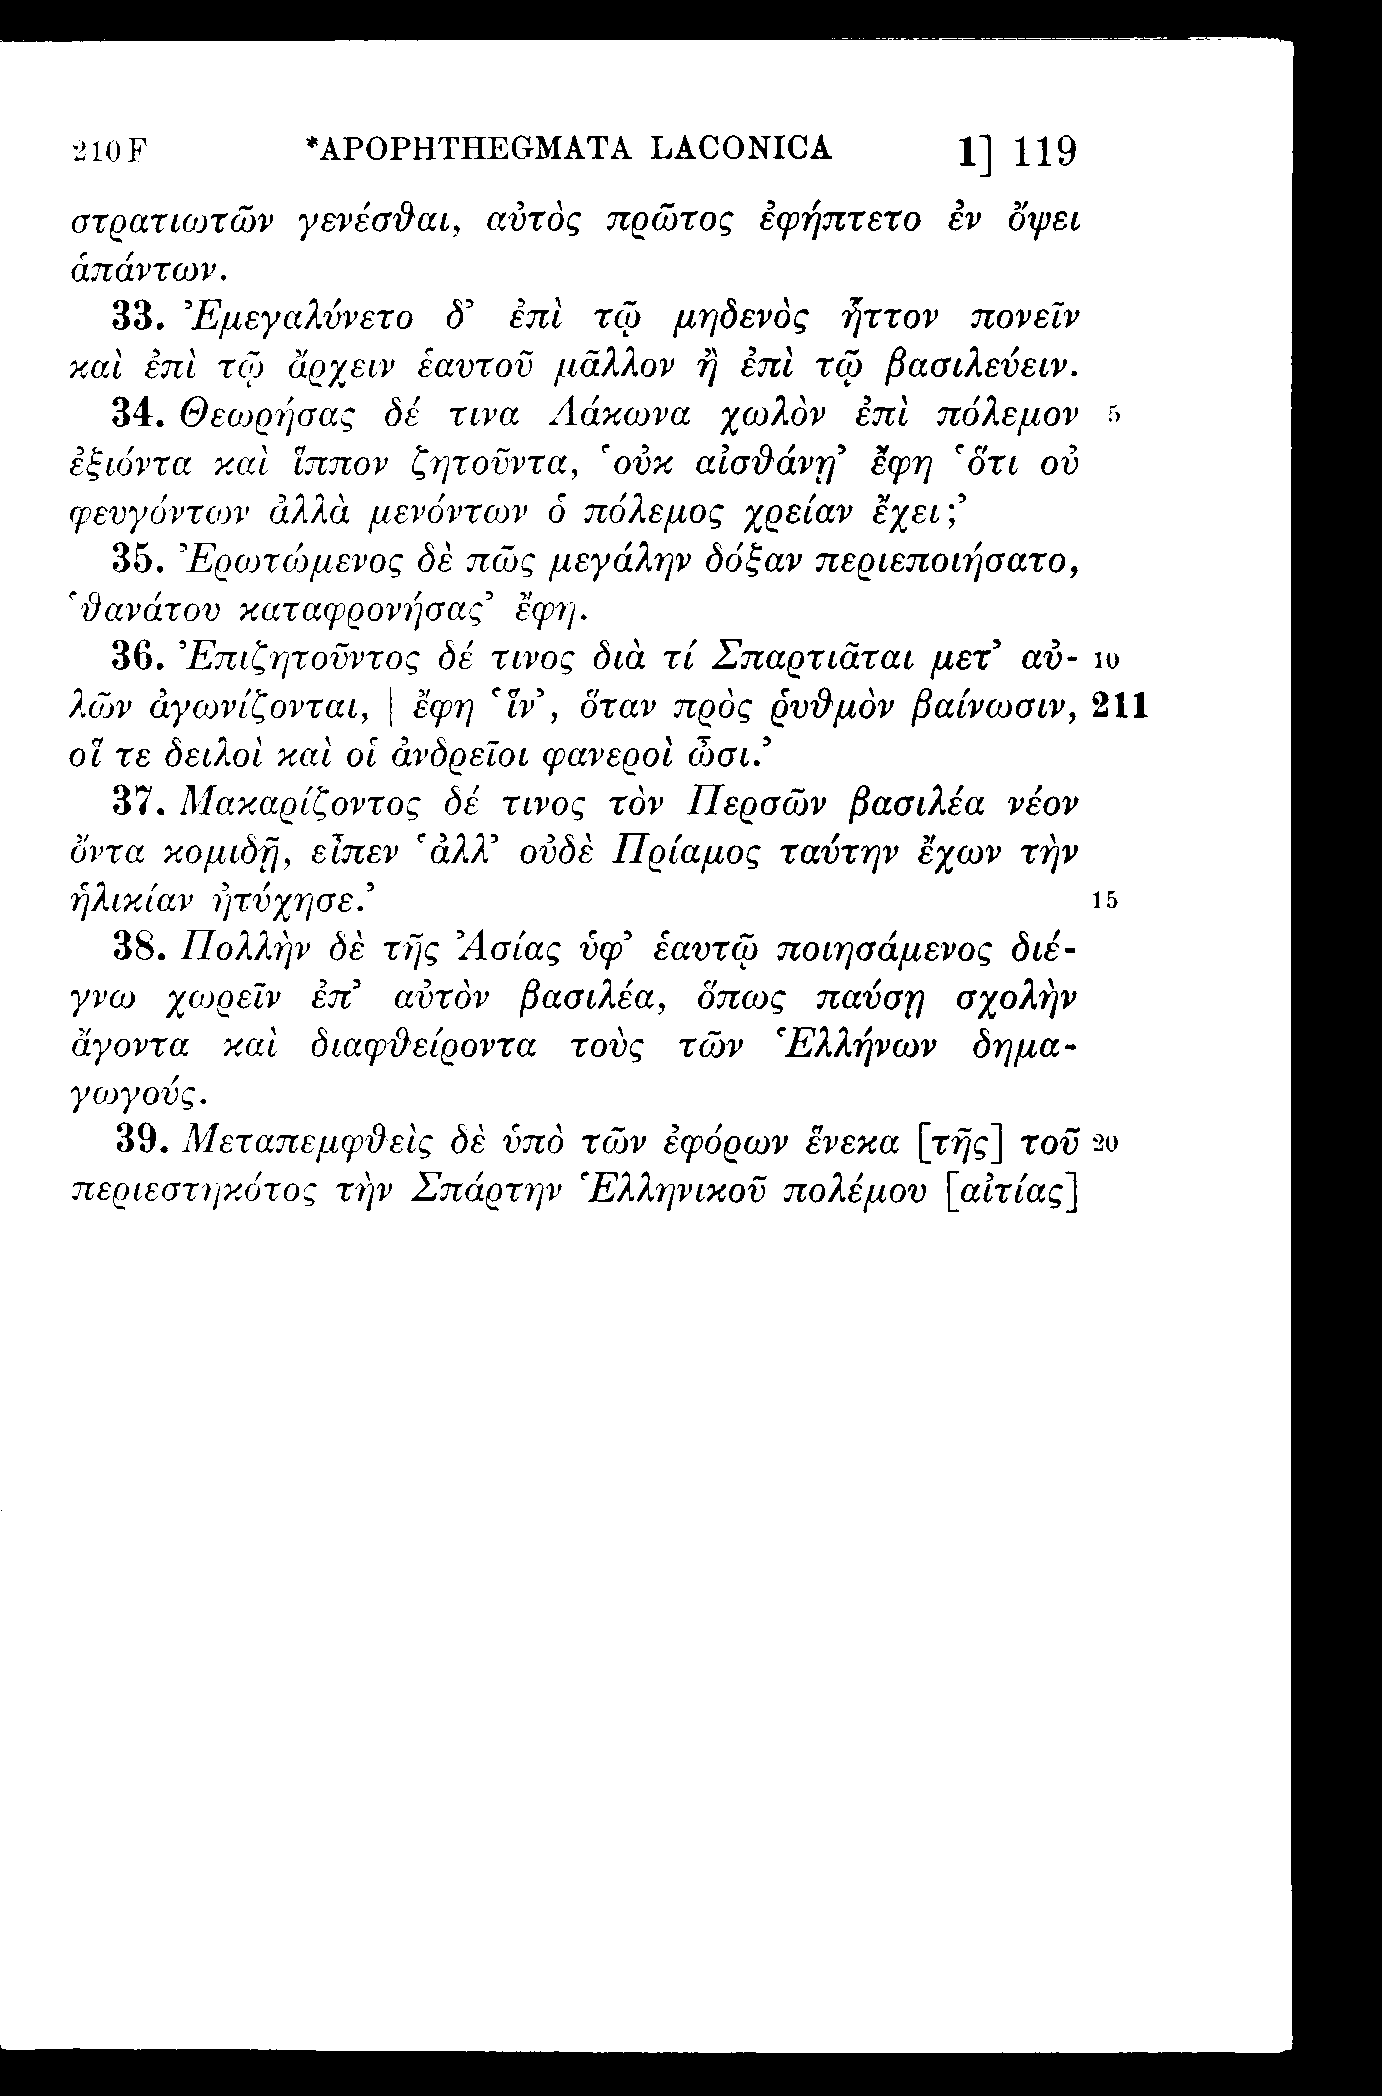 210F *APOPHTHEGMATA LACONICA 1] 119
στρατιωτῶν γενέσϑαι, αὐτὸς πρῶτος ἐφήπτετο ἐν ὄψει
ἁπάντων.
33. Ἐμεγαλύνετο δ’ ἐπὶ τῷ μηδενὸς ἧττον πονεῖν
καὶ ἐπὶ τῷ ἄρχειν ἑαυτοῦ μᾶλλον ἢ ἐπὶ τῷ βασιλεύειν.
34. Θεωρήσας δέ τινα Λάκωνα χωλὸν ἐπὶ πόλεμον 5
ἐξιόντα καὶ ἵππον ζητοῦντα, ‘οὐκ αἰσϑάνῃ’ ἔφη ‘ὅτι οὐ
φευγόντων ἀλλὰ μενόντων ὁ πόλεμος χρείαν ἔχει;’
35. Ἐρωτώμενος δὲ πῶς μεγάλην δόξαν περιεποιήσατο,
‘ϑανάτου καταφρονήσας’ ἔφη.
36. Ἐπιζητοῦντος δέ τινος διὰ τί Σπαρτιᾶται μετ’ αὐ- 10
λῶν ἀγωνίζονται, | ἔφη ‘ἵν’, ὅταν πρὸς ῥυϑμὸν βαίνωσιν, 211
οἵ τε δειλοὶ καὶ οἱ ἀνδρεῖοι φανεροὶ ὦσι.’
37. Μακαρίζοντος δέ τινος τὸν Περσῶν βασιλέα νέον
ὄντα κομιδῇ, εἶπεν ‘ἀλλ’ οὐδὲ Πρίαμος ταύτην ἔχων τὴν
ἡλικίαν ἠτύχησε.’ 15
38. Πολλὴν δὲ τῆς Ἀσίας ὑφ’ ἑαυτῷ ποιησάμενος διέ-
γνω χωρεῖν ἐπ’ αὐτὸν βασιλέα, ὅπως παύσῃ σχολὴν
ἄγοντα καὶ διαφϑείροντα τοὺς τῶν Ἑλλήνων δημα-
γωγούς.
39. Μεταπεμφϑεὶς δὲ ὑπὸ τῶν ἐφόρων ἕνεκα [τῆς] τοῦ 20
περιεστηκότος τὴν Σπάρτην Ἑλληνικοῦ πολέμου [αἰτίας]